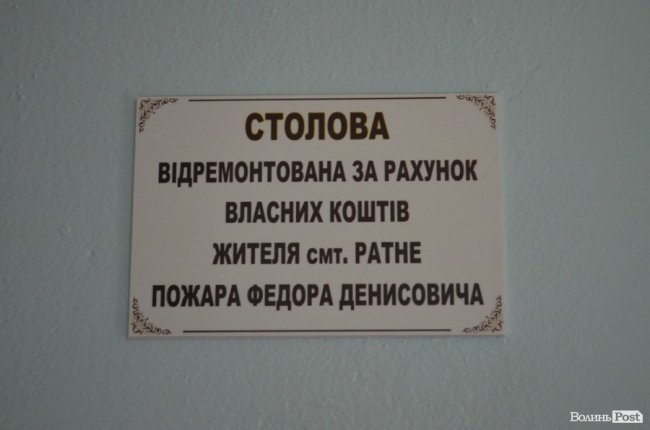 СТОЛОВА
ВІДРЕМОНТОВАНА ЗА РАХУНОК
ВЛАСНИХ КОШТІВ
ЖИТЕЛЯ смт. РАТНЕ
ПОЖАРА ФЕДОРА ДЕНИСОВИЧА
Волинь Post